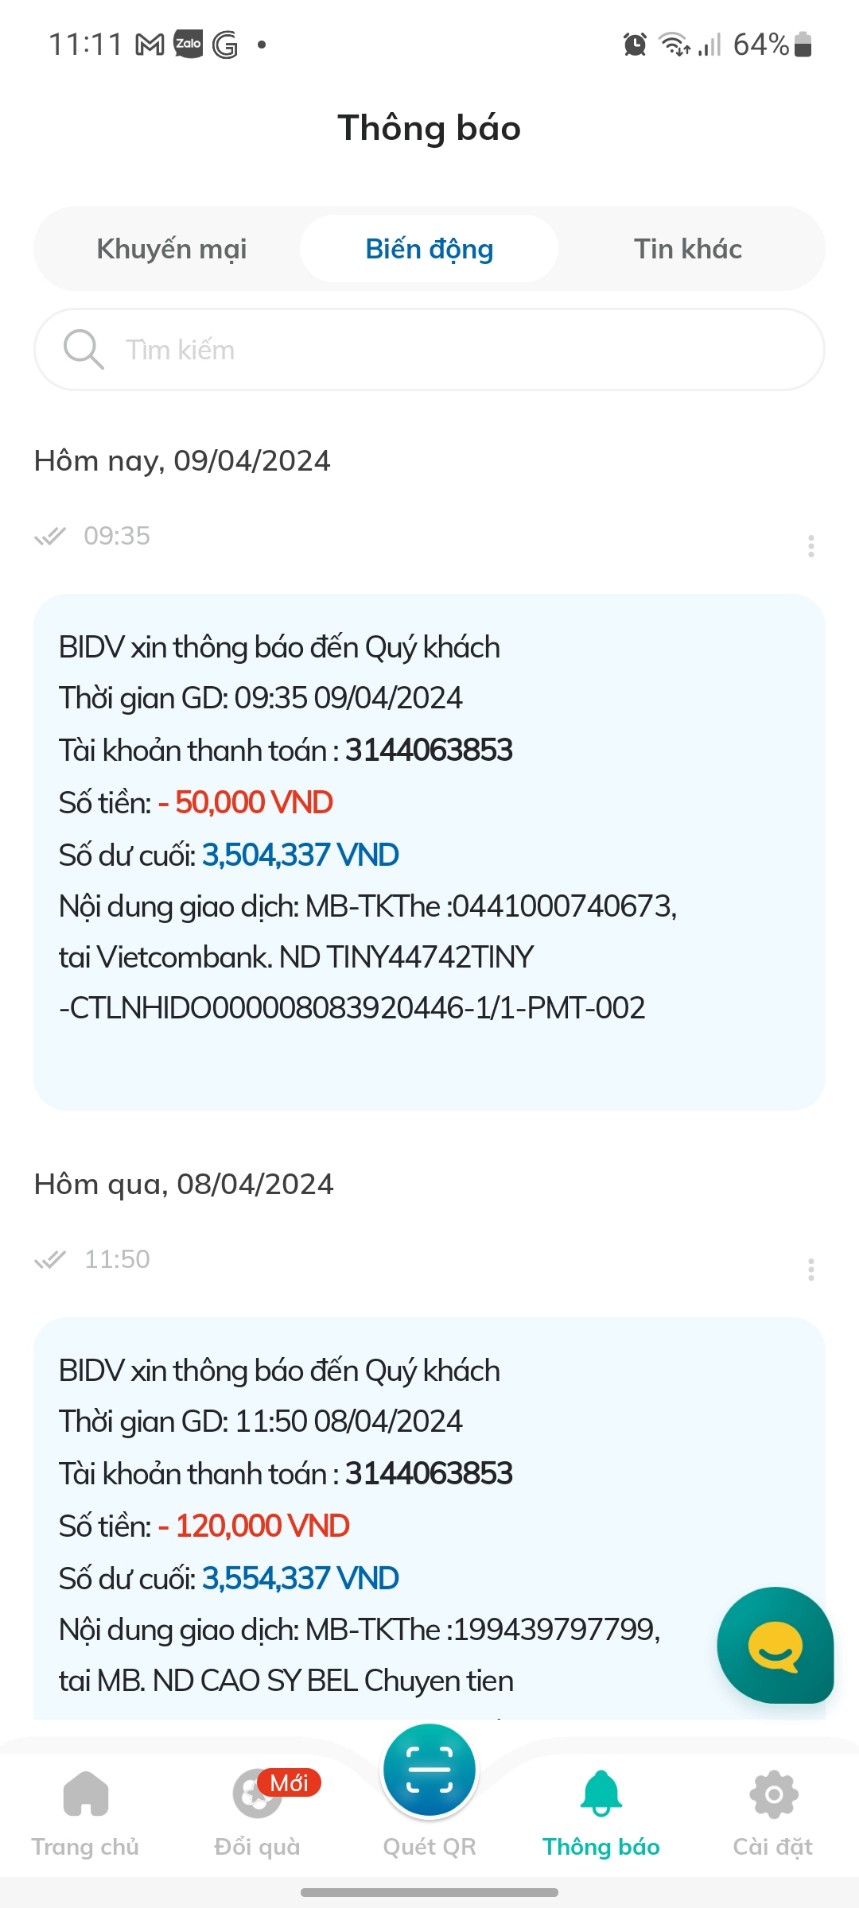 11:11 Zalo G 64%
Thông báo
Khuyến mại Biến động Tin khác
Tìm kiếm
Hôm nay, 09/04/2024
09:35
BIDV xin thông báo đến Quý khách
Thời gian GD: 09:35 09/04/2024
Tài khoản thanh toán : 3144063853
Số tiền: - 50,000 VND
Số dư cuối: 3,504,337 VND
Nội dung giao dịch: MB-TKThe :0441000740673,
tai Vietcombank. ND TINY44742TINY
-CTLNHIDO000008083920446-1/1-PMT-002
Hôm qua, 08/04/2024
11:50
BIDV xin thông báo đến Quý khách
Thời gian GD: 11:50 08/04/2024
Tài khoản thanh toán : 3144063853
Số tiền: - 120,000 VND
Số dư cuối: 3,554,337 VND
Nội dung giao dịch: MB-TKThe :199439797799,
tai MB. ND CAO SY BEL Chuyen tien
Mới
Trang chủ Đổi quà Quét QR Thông báo Cài đặt